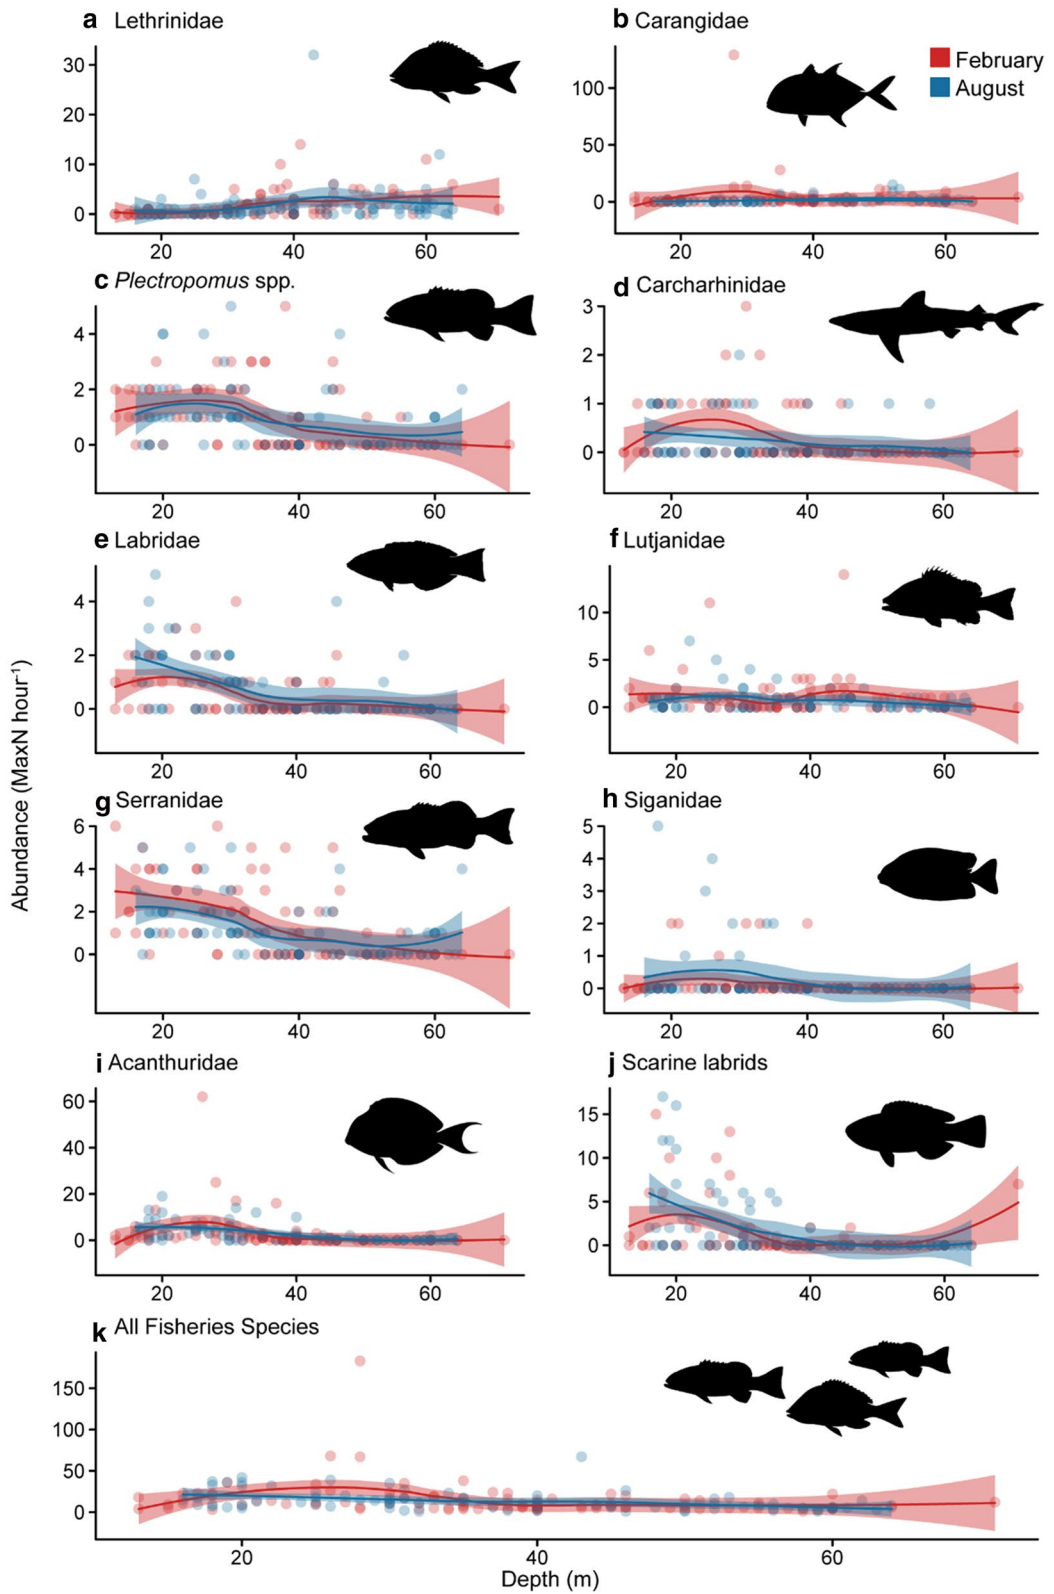 a Lethrinidae
30
20
10
0
20 40 60
b Carangidae
February
August
100
50
0
20 40 60
c Plectropomus spp.
4
2
0
20 40 60
d Carcharhinidae
3
2
1
0
20 40 60
e Labridae
4
2
0
20 40 60
f Lutjanidae
10
5
0
20 40 60
g Serranidae
6
4
2
0
20 40 60
h Siganidae
5
4
3
2
1
0
20 40 60
i Acanthuridae
60
40
20
0
20 40 60
j Scarine labrids
15
10
5
0
20 40 60
k All Fisheries Species
150
100
50
0
20 40 60
Depth (m)
Abundance (MaxN hour⁻¹)